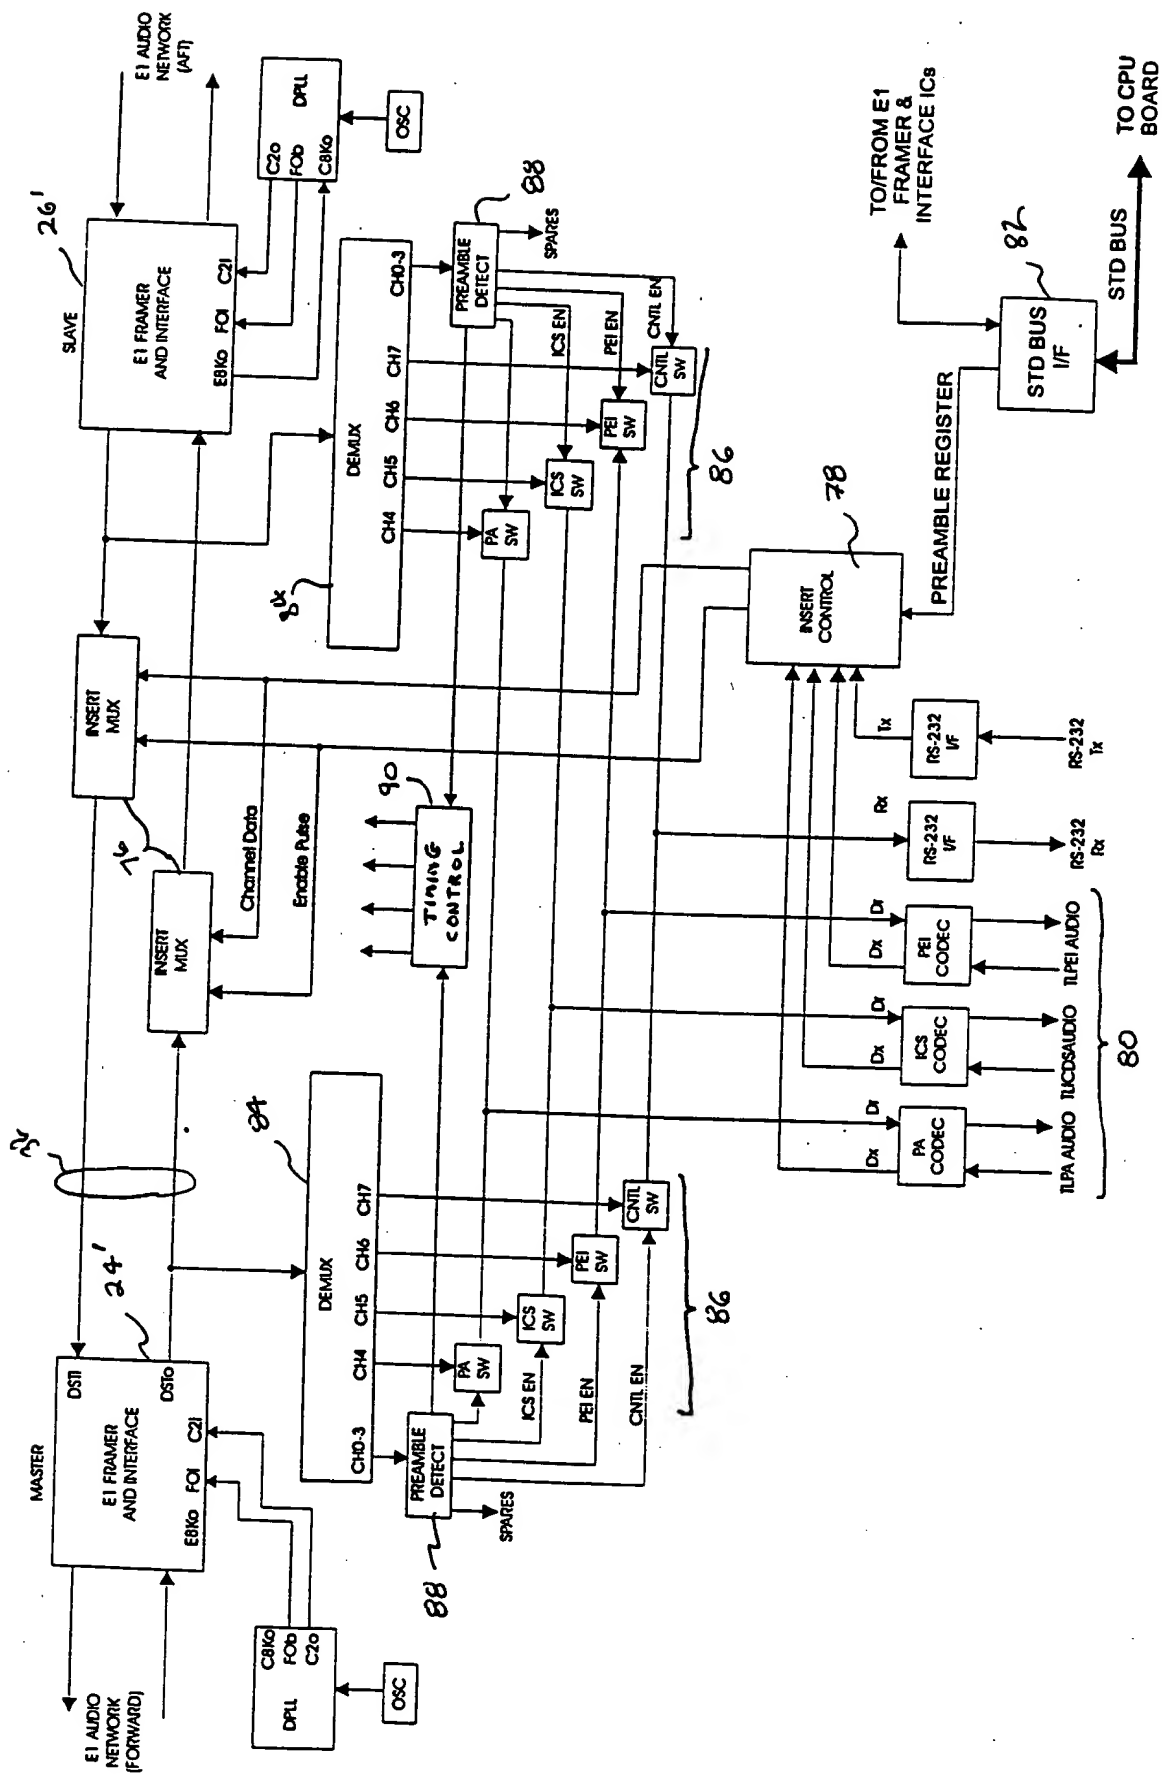 E1 AUDIO
NETWORK
(FORWARD)
MASTER
E1 FRAMER
AND INTERFACE
DSTi
DSTo
E8Ko
FOI
C2I
24'
C8Ko
FOb
C2o
DPLL
OSC
INSERT
MUX
INSERT
MUX
76
Channel Data
Enable Pulse
SLAVE
26'
E1 FRAMER
AND INTERFACE
E8Ko
FOI
C2I
E1 AUDIO
NETWORK
(AFT)
C2o
FOb
C8Ko
DPLL
OSC
84
DEMUX
CH0-3
CH4
CH5
CH6
CH7
PREAMBLE
DETECT
88
SPARES
PA
SW
ICS
SW
PEI
SW
CNTL
SW
ICS EN
PEI EN
CNTL EN
86
90
TIMING
CONTROL
DEMUX
CH4
CH5
CH6
CH7
CH0-3
PREAMBLE
DETECT
88
SPARES
PA
SW
ICS
SW
PEI
SW
CNTL
SW
ICS EN
PEI EN
CNTL EN
86
78
INSERT
CONTROL
PREAMBLE REGISTER
82
STD BUS
I/F
TO/FROM E1
FRAMER &
INTERFACE ICs
STD BUS
TO CPU
BOARD
Dx
Dr
Dx
Dr
Dx
Dr
Rx
Tx
PA
CODEC
ICS
CODEC
PEI
CODEC
RS-232
I/F
RS-232
I/F
TLPA AUDIO
TLICDSAUDIO
TLPEI AUDIO
RS-232
Rx
RS-232
Tx
80